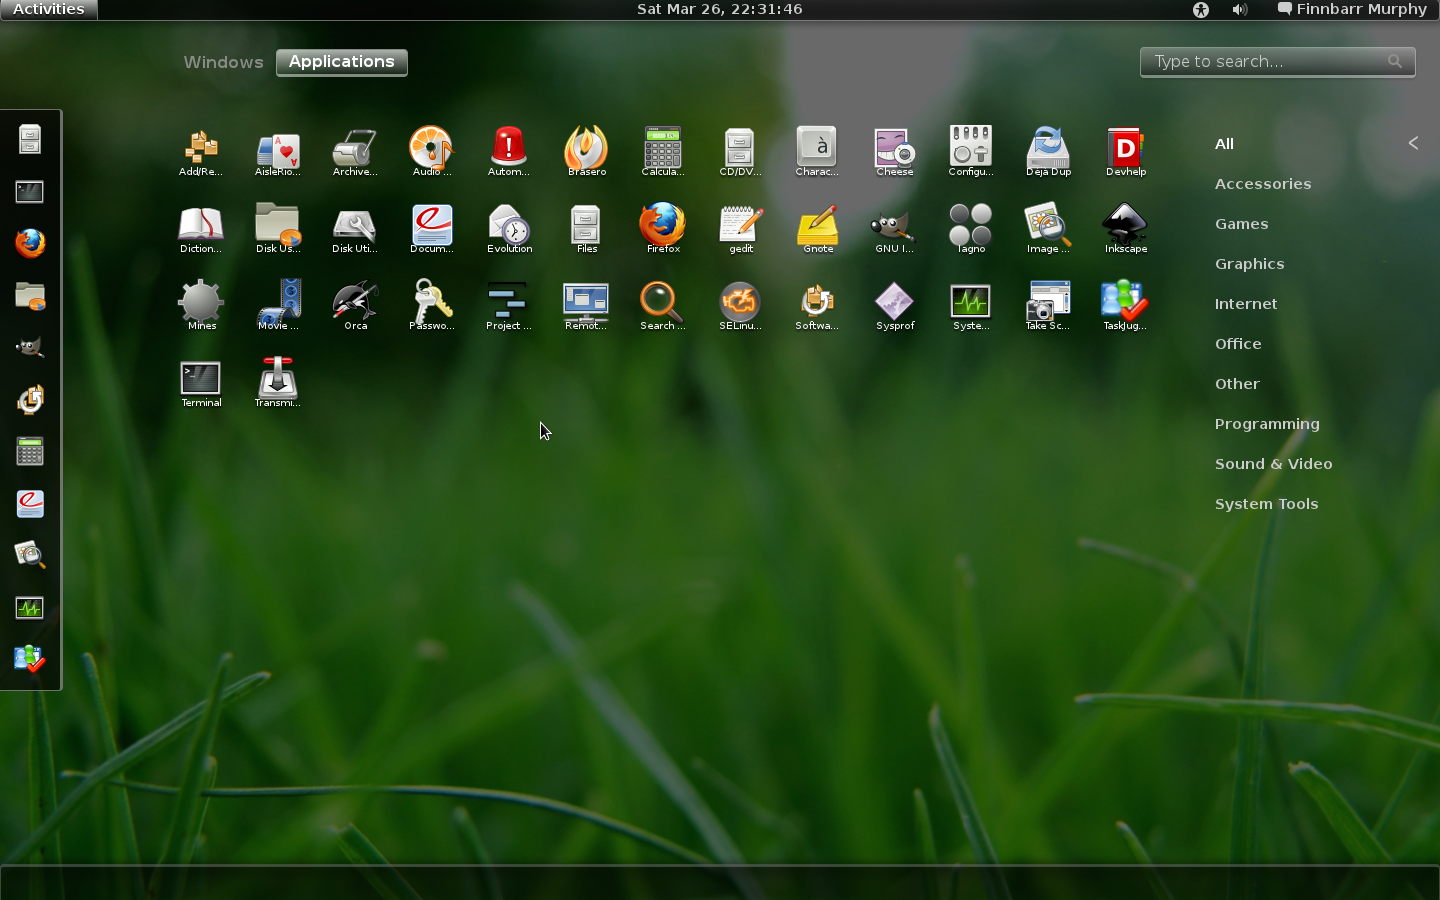 Activities
Sat Mar 26, 22:31:46
Finnbarr Murphy
Windows
Applications
Type to search...
Add/Re...
AisleRio...
Archive...
Audio ...
Autom...
Brasero
Calcula...
CD/DV...
Charac...
Cheese
Configu...
Déjà Dup
Devhelp
Diction...
Disk Us...
Disk Uti...
Docum...
Evolution
Files
Firefox
gedit
Gnote
GNU I...
Iagno
Image ...
Inkscape
Mines
Movie ...
Orca
Passwo...
Project ...
Remot...
Search ...
SELinu...
Softwa...
Sysprof
Syste...
Take Sc...
TaskJug...
Terminal
Transmi...
All
Accessories
Games
Graphics
Internet
Office
Other
Programming
Sound & Video
System Tools